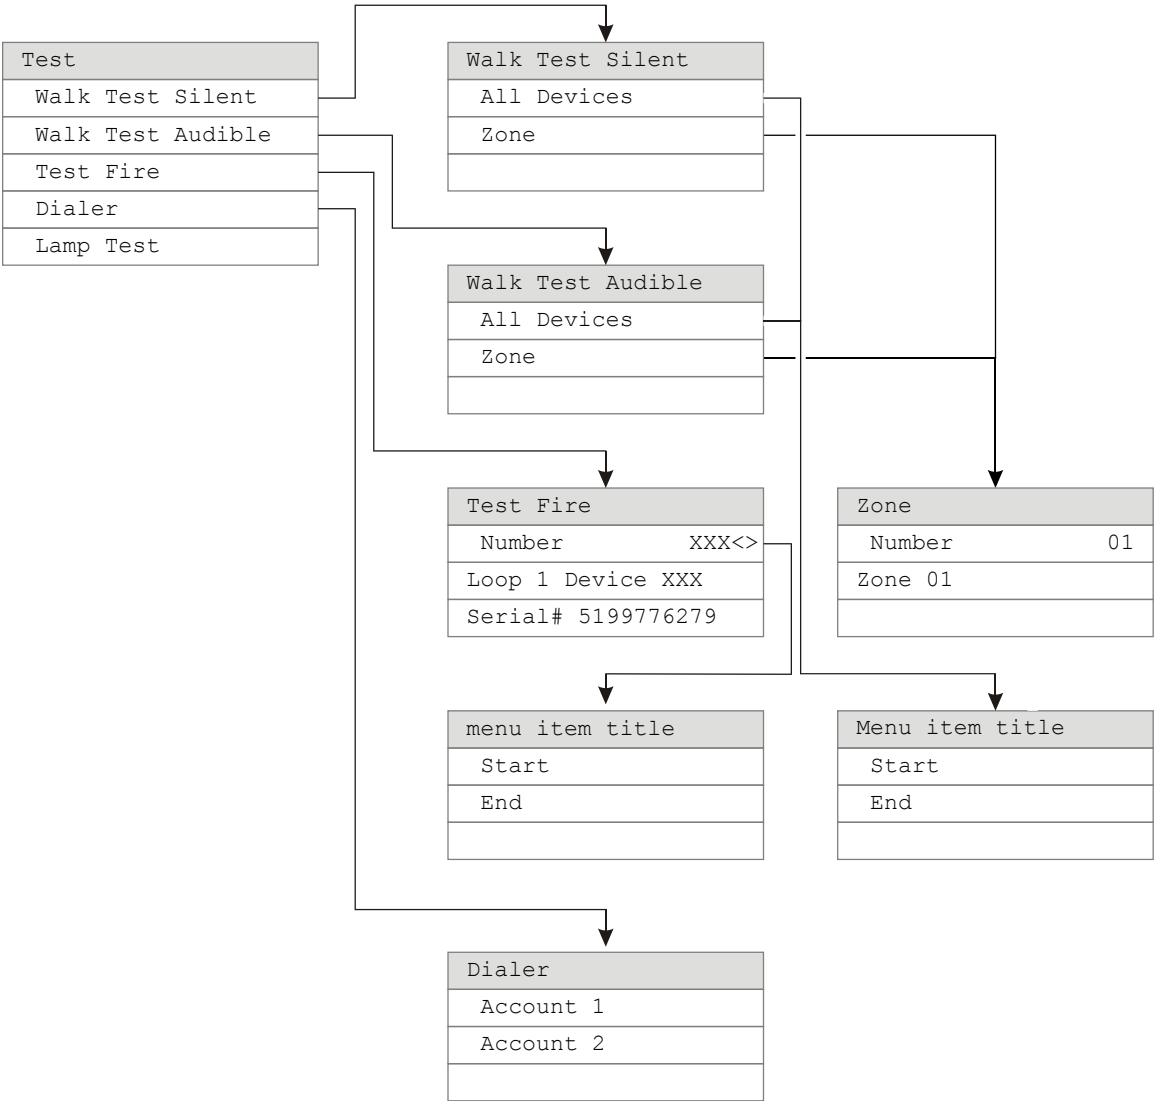 Test
Walk Test Silent
Walk Test Audible
Test Fire
Dialer
Lamp Test
Walk Test Silent
All Devices
Zone
Walk Test Audible
All Devices
Zone
Test Fire
Number XXX<>
Loop 1 Device XXX
Serial# 5199776279
Zone
Number 01
Zone 01
menu item title
Start
End
Menu item title
Start
End
Dialer
Account 1
Account 2